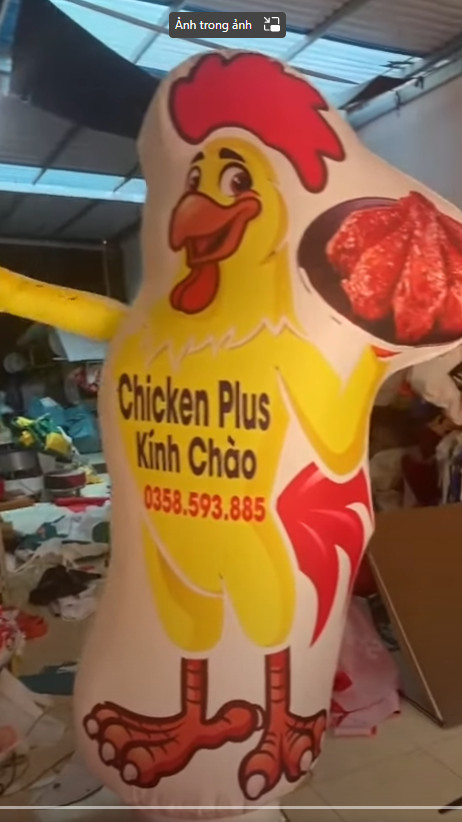 Ảnh trong ảnh
Chicken Plus
Kính Chào
0358.593.885